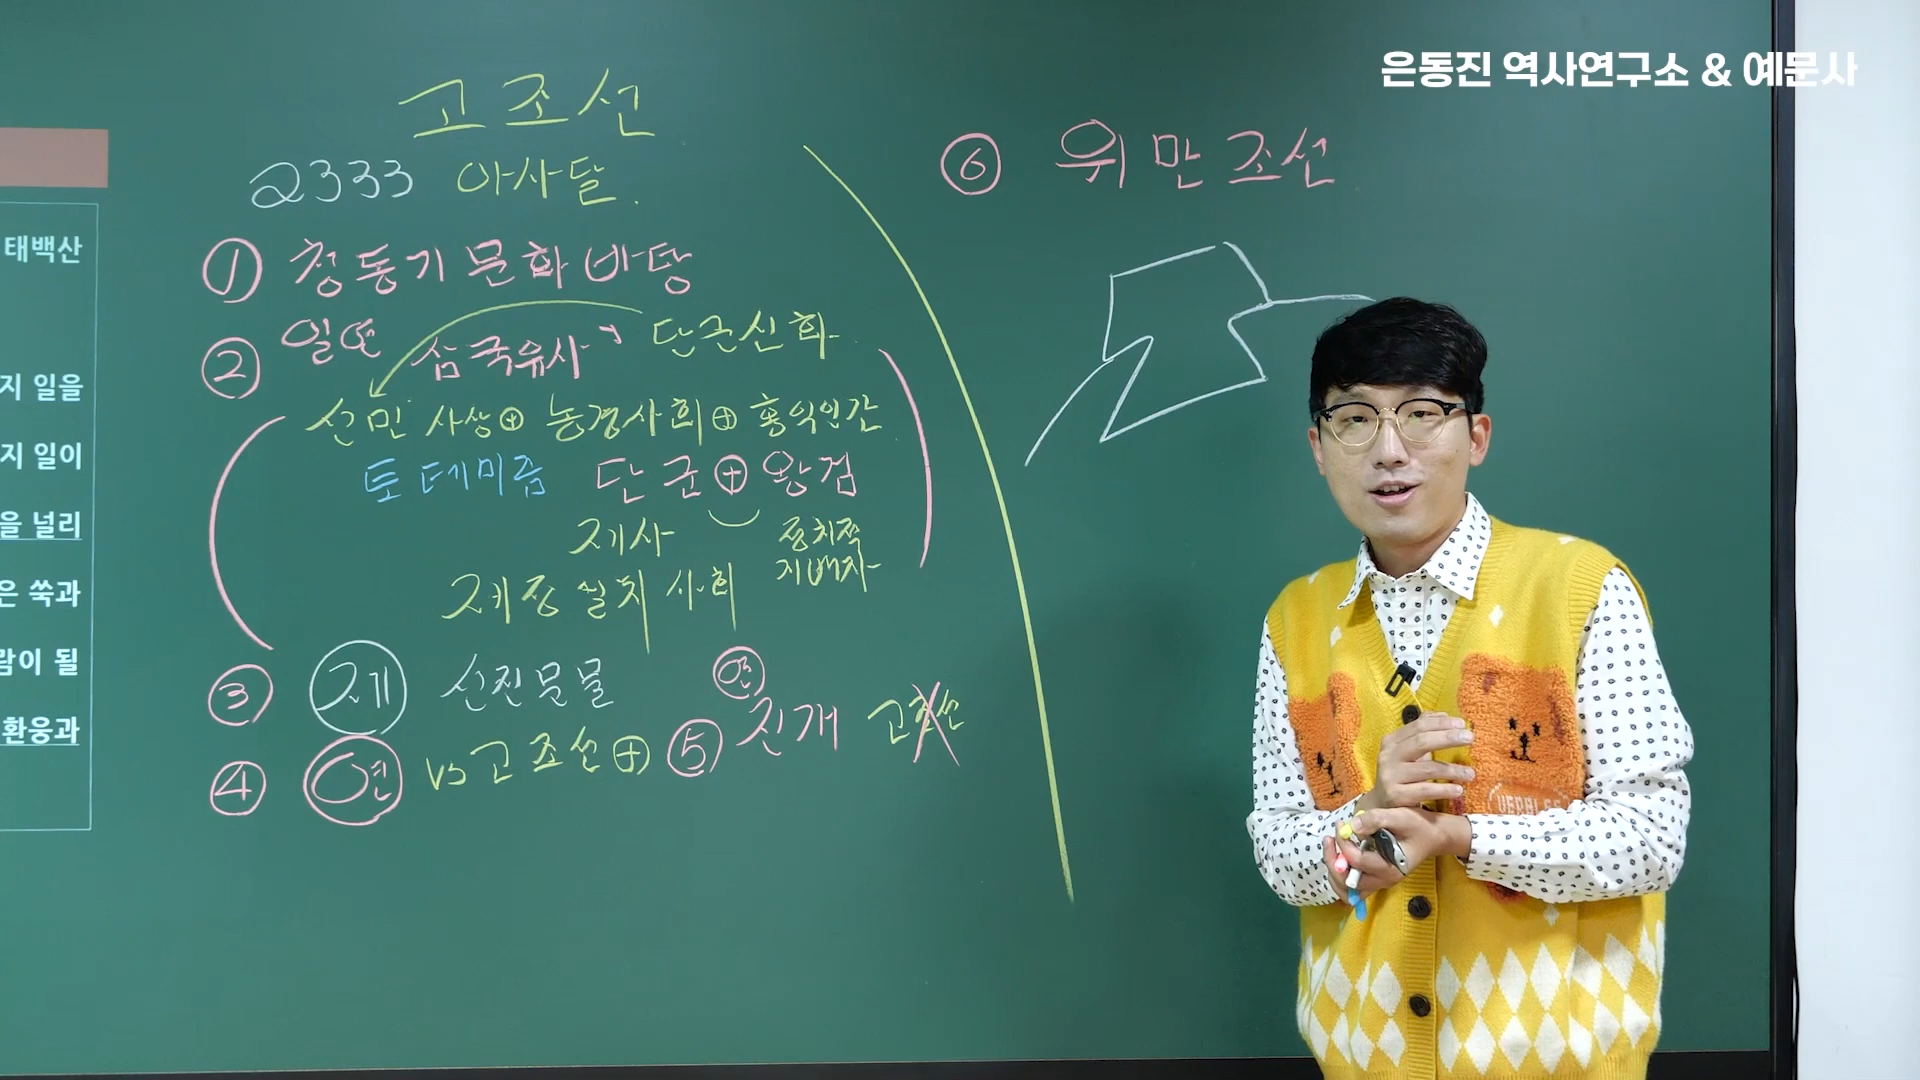 은동진 역사연구소 & 예문사
태백산
지 일을
지 일이
을 널리
은 쑥과
람이 될
환웅과
고조선
2333 아사달.
① 청동기 문화 바탕
② 일연 삼국유사 단군신화
선민 사상 ⊕ 농경사회 ⊕ 홍익인간
토테미즘 단군 ⊕ 왕검
제사 정치적 지배자
제정 일치 사회
③ 제 선진문물
④ 연 vs 고조선 ⊕ ⑤ 연 진개 고조선
⑥ 위만조선